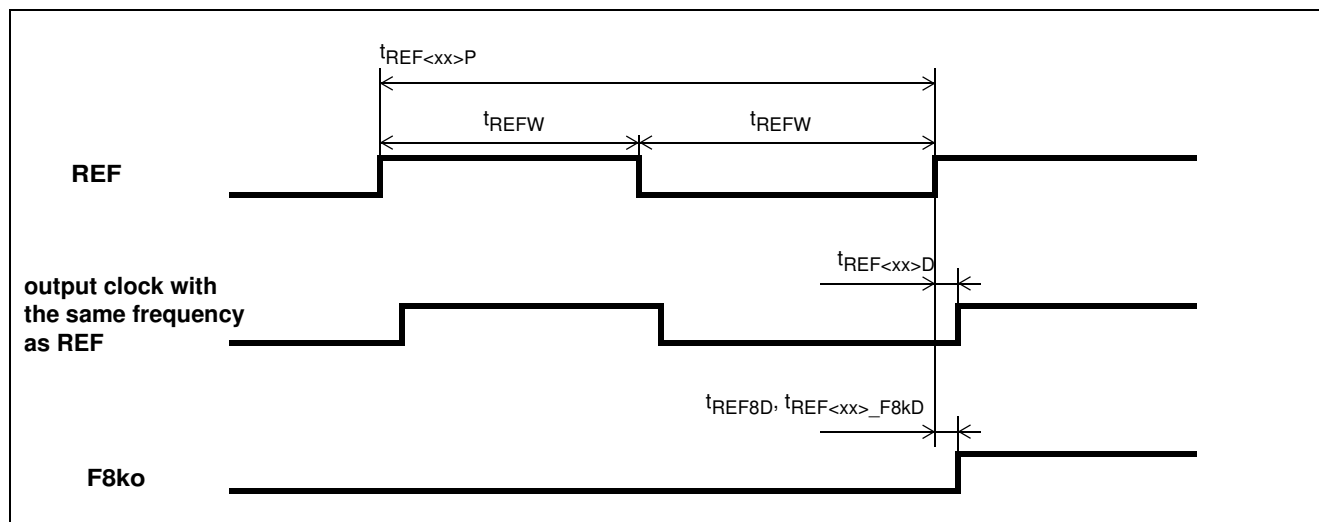 tREF<xx>P
tREFW tREFW
REF
tREF<xx>D
output clock with
the same frequency
as REF
tREF8D, tREF<xx>_F8kD
F8ko